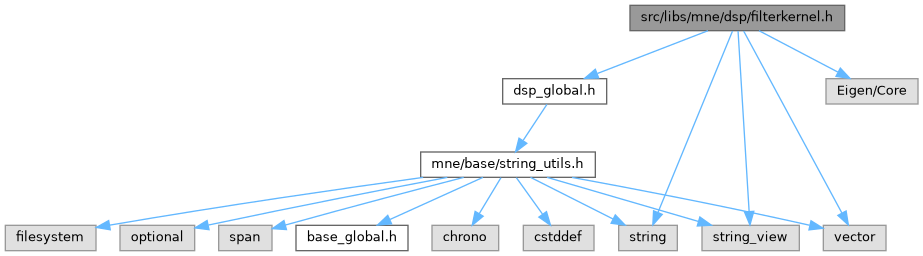 src/libs/mne/dsp/filterkernel.h
dsp_global.h
Eigen/Core
mne/base/string_utils.h
filesystem
optional
span
base_global.h
chrono
cstddef
string
string_view
vector